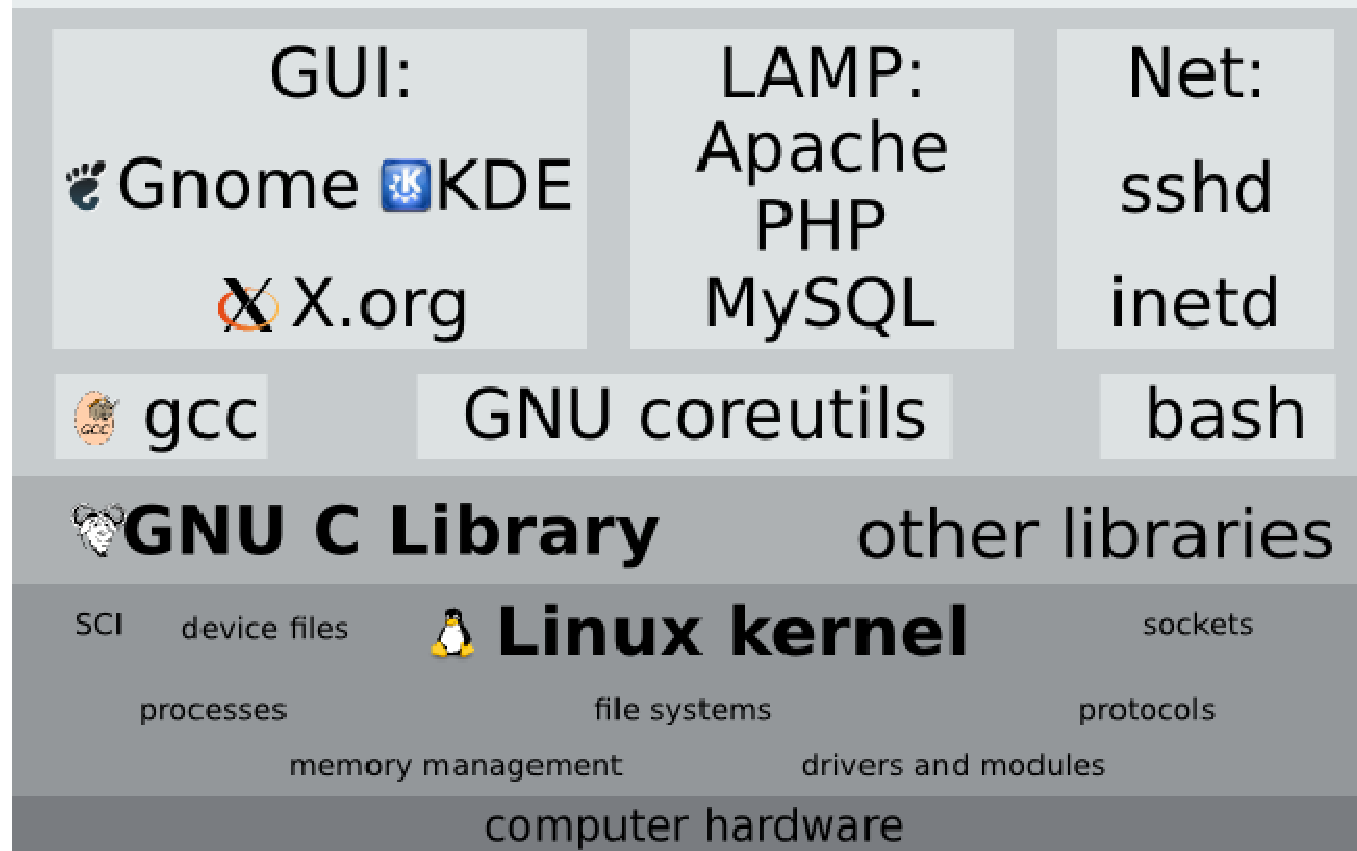 GUI:
Gnome KDE
X.org
LAMP:
Apache
PHP
MySQL
Net:
sshd
inetd
GCC gcc
GNU coreutils
bash
GNU C Library
other libraries
SCI
device files
Linux kernel
sockets
processes
file systems
protocols
memory management
drivers and modules
computer hardware